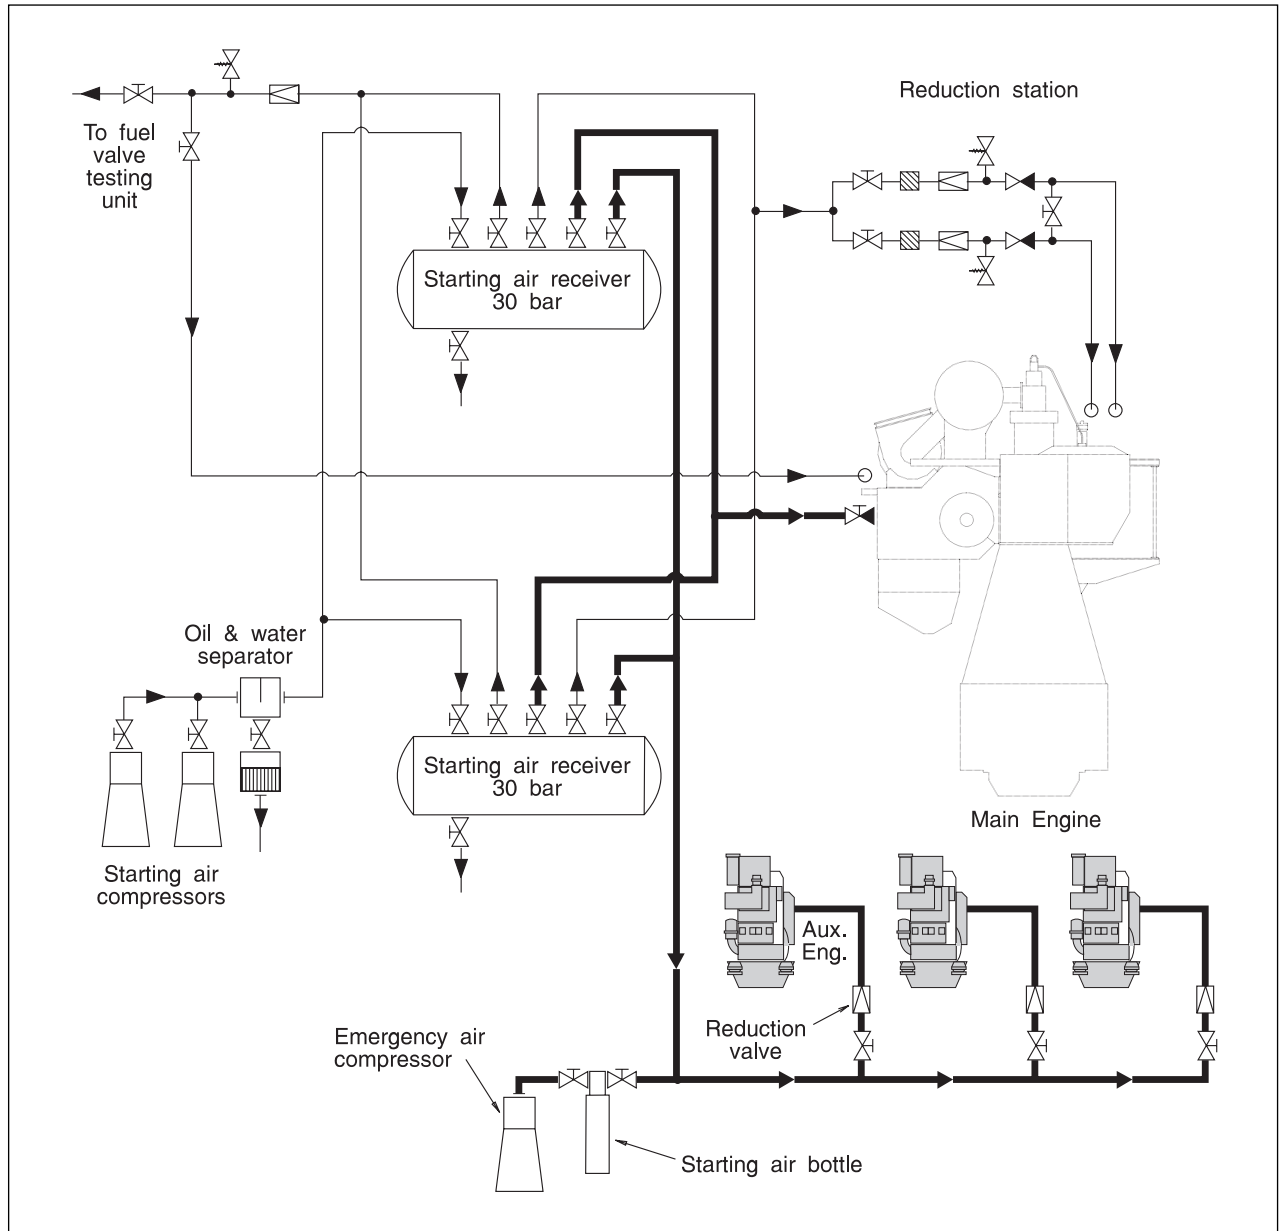 Reduction station
To fuel
valve
testing
unit
Starting air receiver
30 bar
Oil & water
separator
Starting air receiver
30 bar
Main Engine
Starting air
compressors
Aux.
Eng.
Reduction
valve
Emergency air
compressor
Starting air bottle